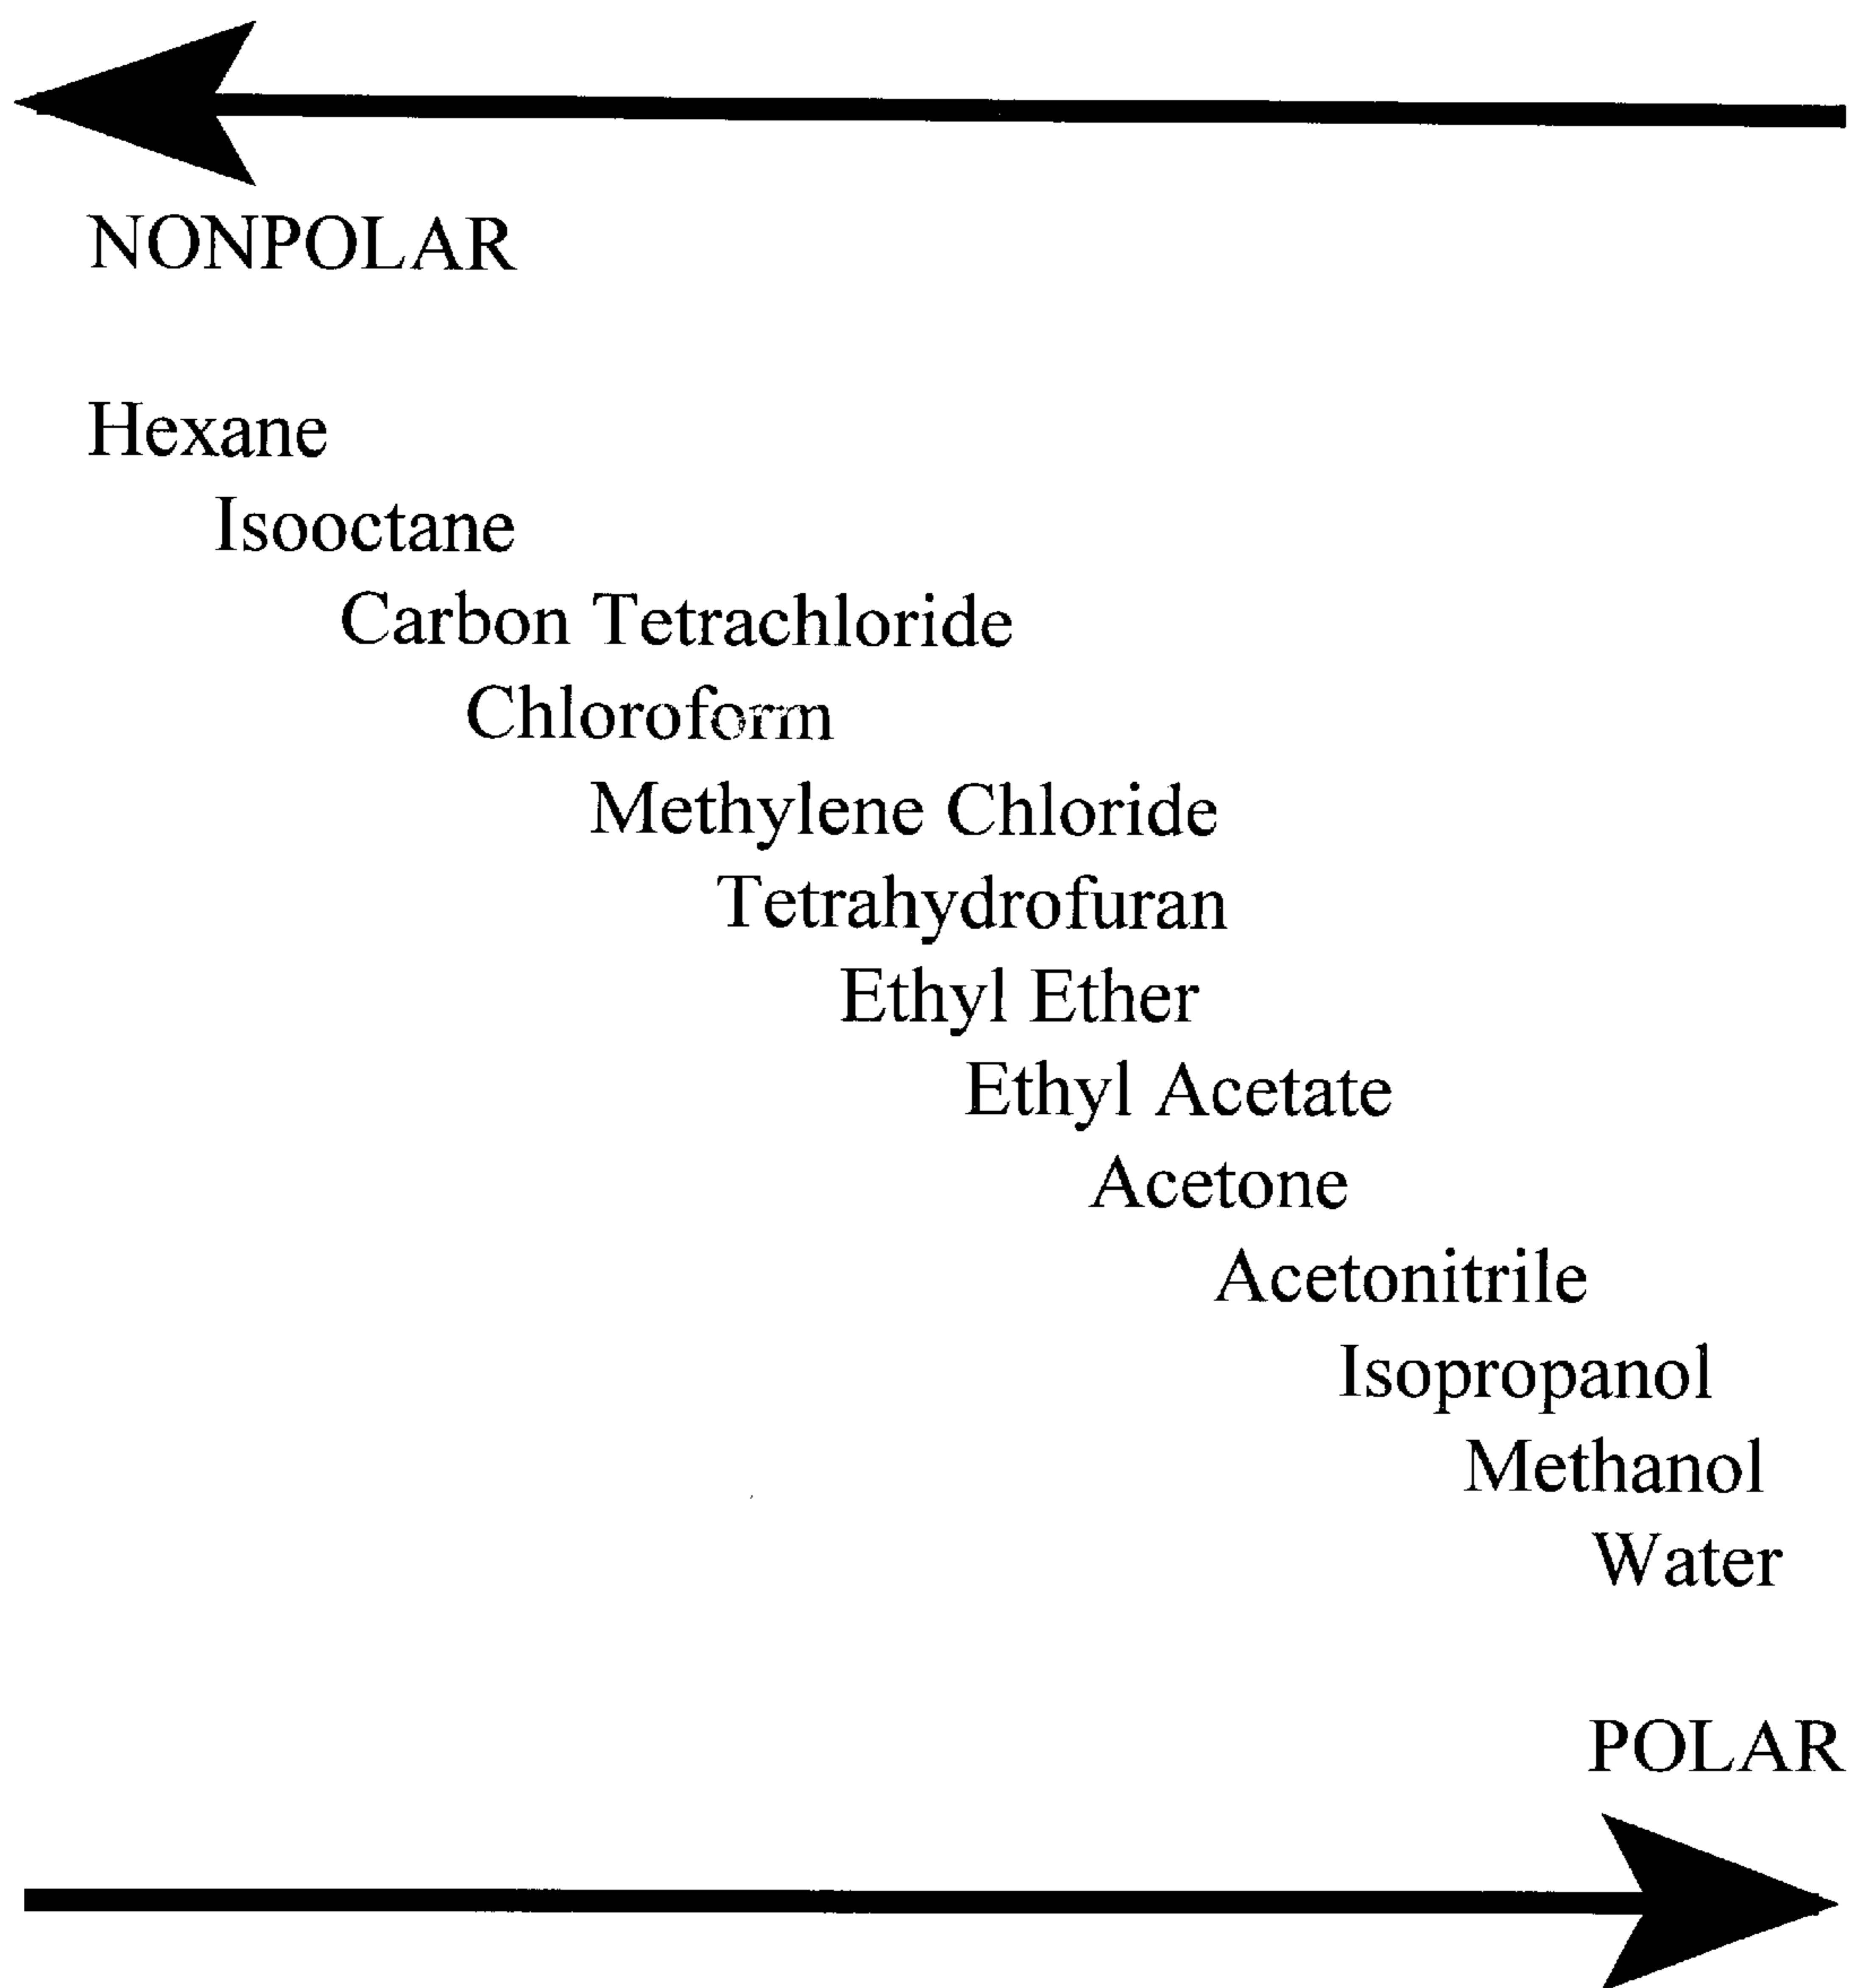 NONPOLAR
Hexane
Isooctane
Carbon Tetrachloride
Chloroform
Methylene Chloride
Tetrahydrofuran
Ethyl Ether
Ethyl Acetate
Acetone
Acetonitrile
Isopropanol
Methanol
Water
POLAR